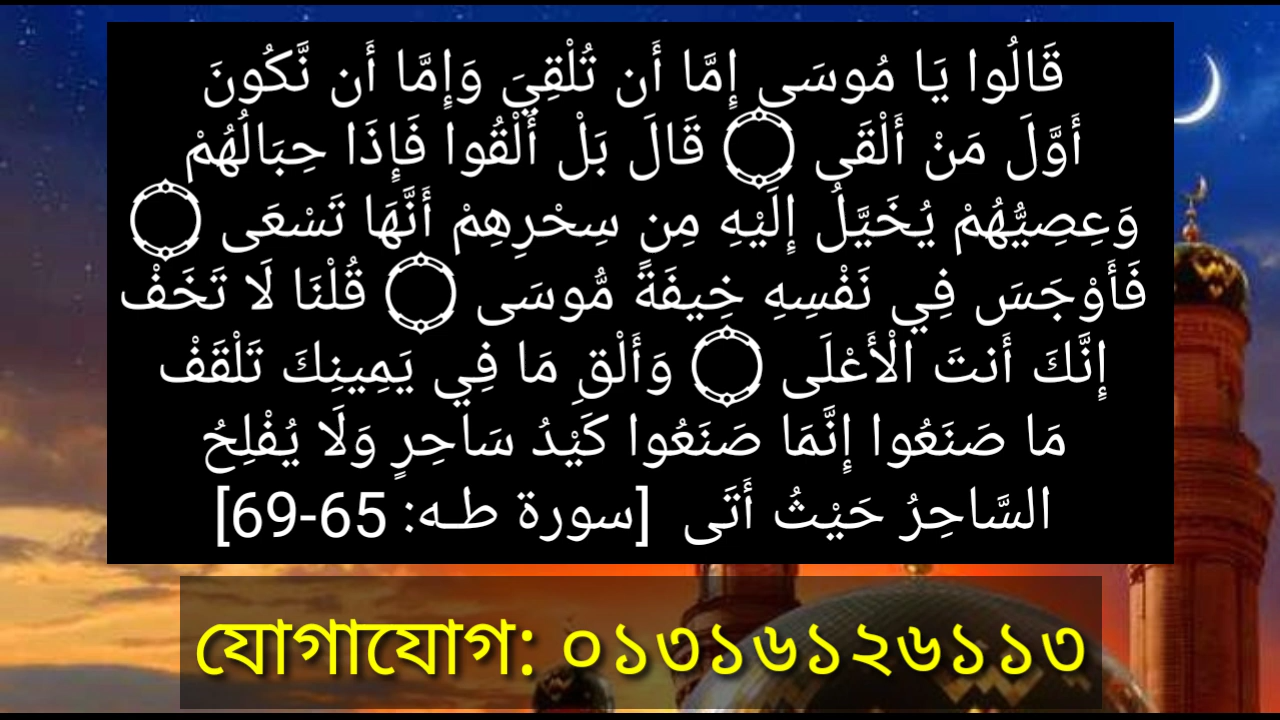 قَالُوا يَا مُوسَى إِمَّا أَن تُلْقِيَ وَإِمَّا أَن نَّكُونَ
أَوَّلَ مَنْ أَلْقَى ۝ قَالَ بَلْ أَلْقُوا فَإِذَا حِبَالُهُمْ
وَعِصِيُّهُمْ يُخَيَّلُ إِلَيْهِ مِن سِحْرِهِمْ أَنَّهَا تَسْعَى ۝
فَأَوْجَسَ فِي نَفْسِهِ خِيفَةً مُّوسَى ۝ قُلْنَا لَا تَخَفْ
إِنَّكَ أَنتَ الْأَعْلَى ۝ وَأَلْقِ مَا فِي يَمِينِكَ تَلْقَفْ
مَا صَنَعُوا إِنَّمَا صَنَعُوا كَيْدُ سَاحِرٍ وَلَا يُفْلِحُ
السَّاحِرُ حَيْثُ أَتَى [سورة طـه: 65-69]
যোগাযোগ: ০১৩১৬১২৬১১৩